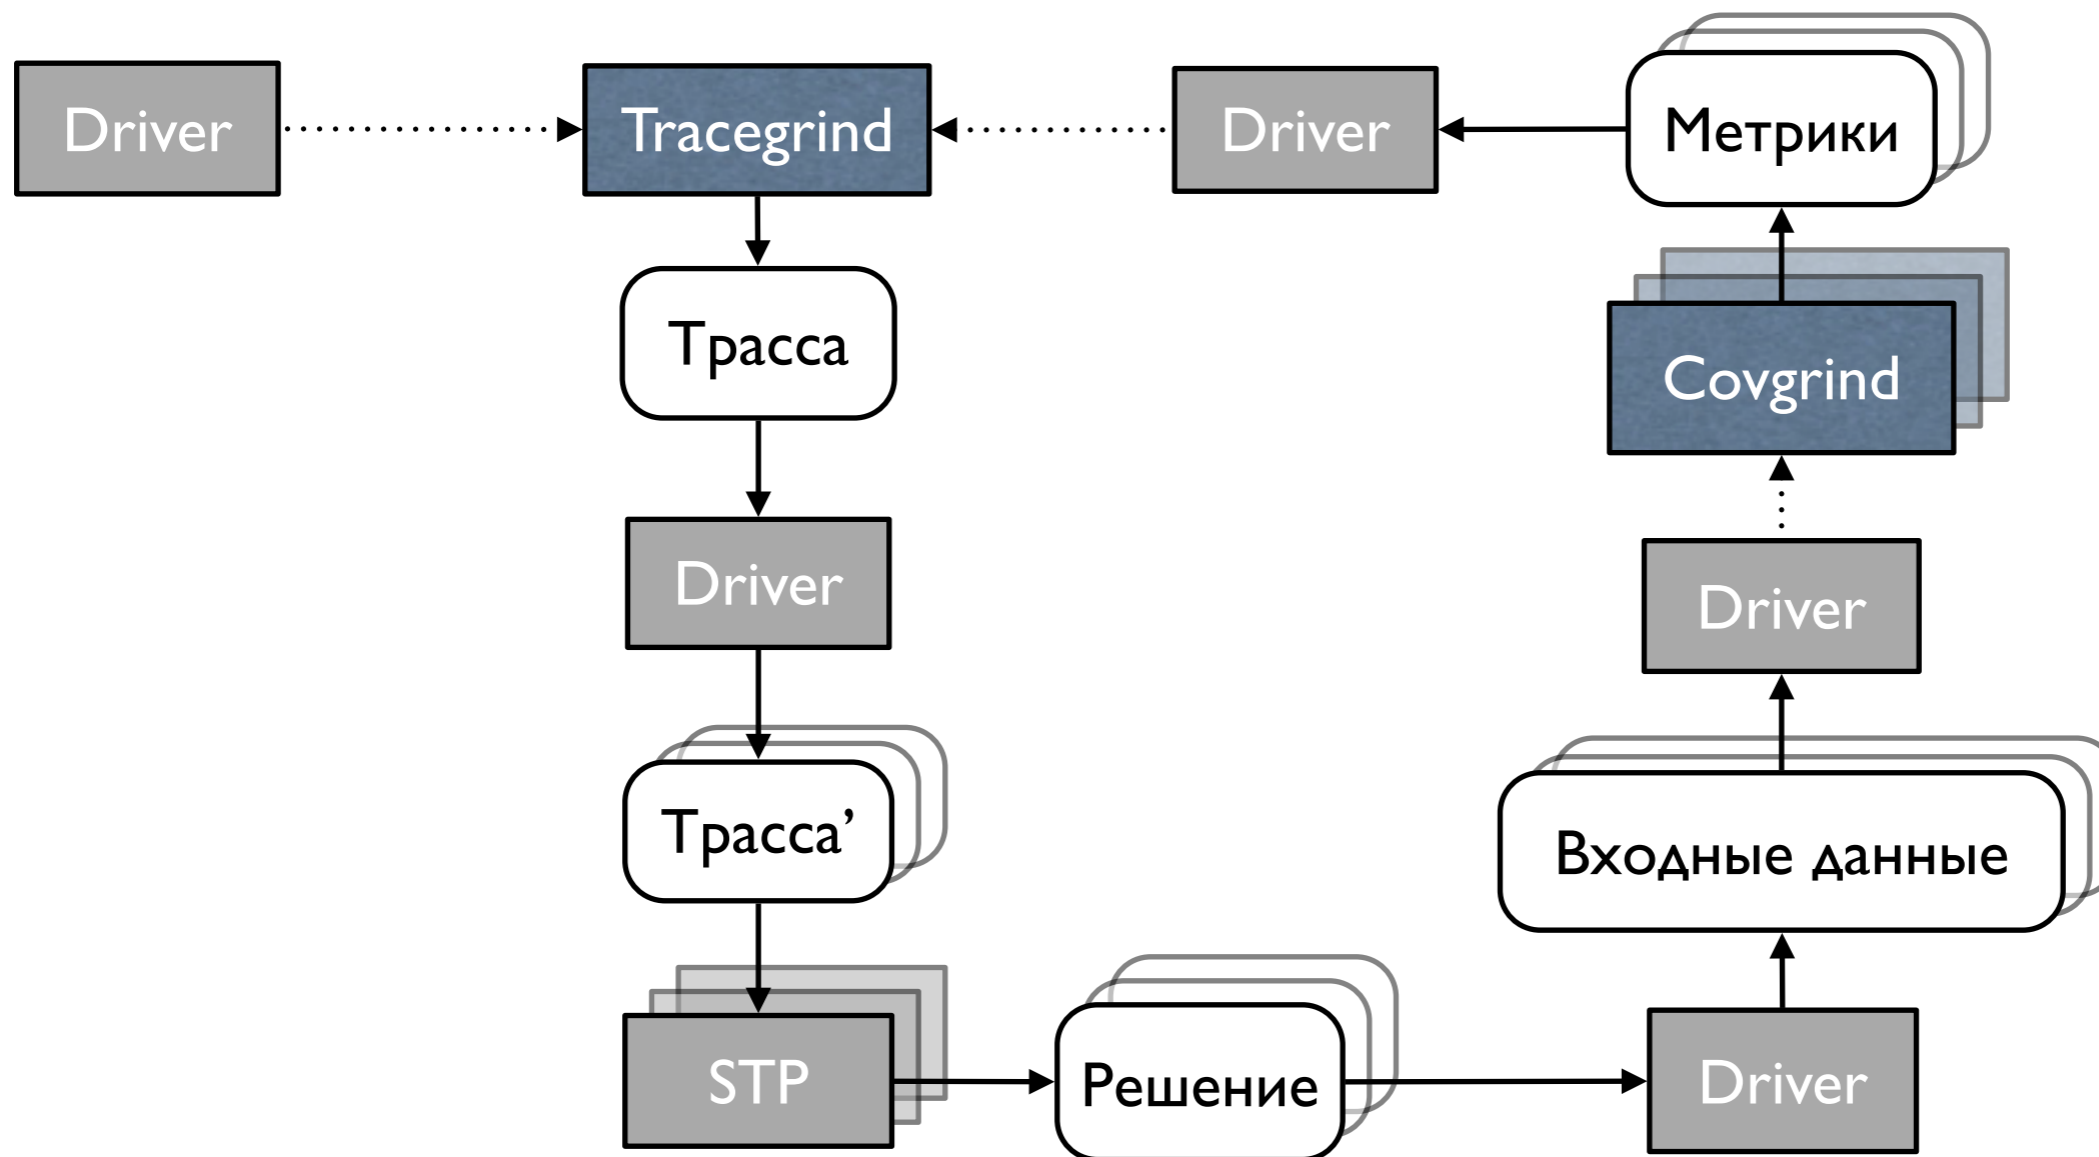 Driver
Tracegrind
Driver
Метрики
Трасса
Covgrind
Driver
Driver
Трасса’
Входные данные
STP
Решение
Driver